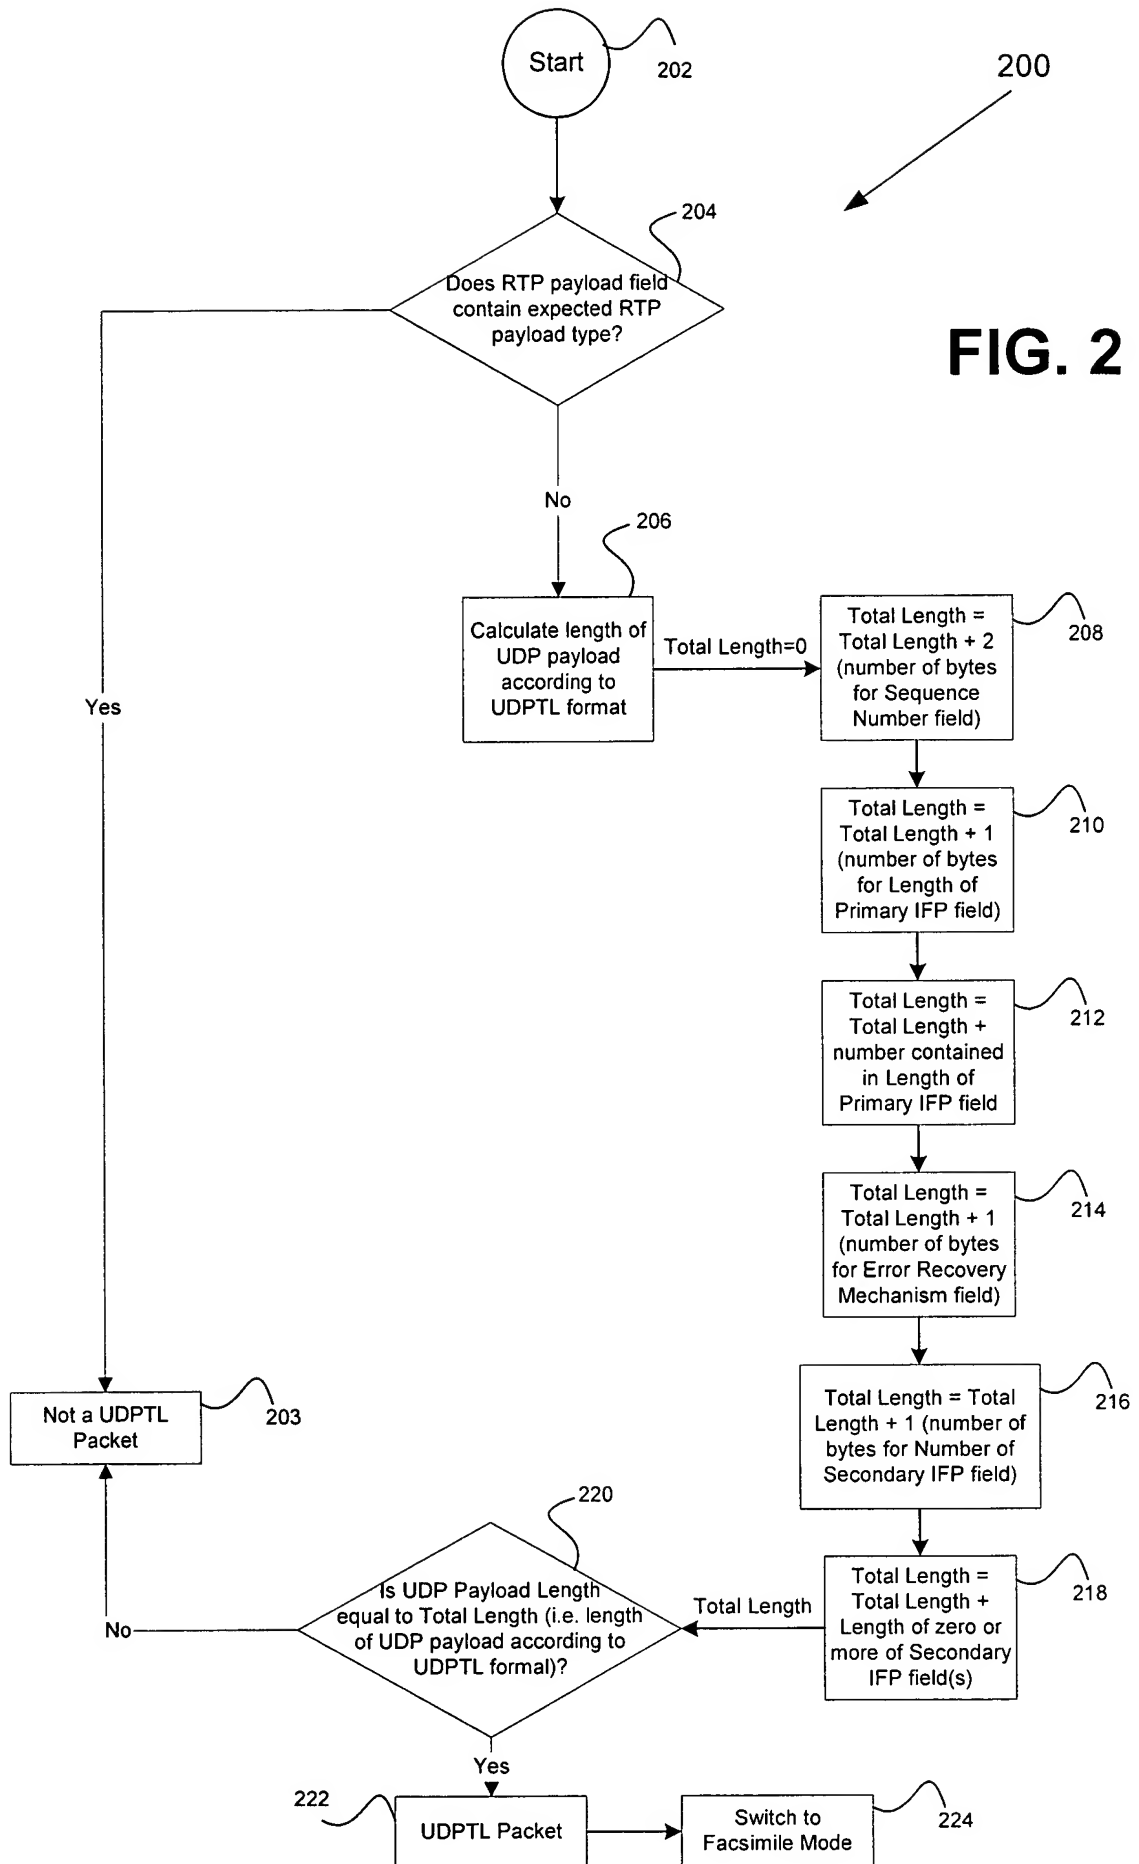 Start
202
200
204
Does RTP payload field
contain expected RTP
payload type?
FIG. 2
No
206
Calculate length of
UDP payload
according to
UDPTL format
Total Length=0
Total Length =
Total Length + 2
(number of bytes
for Sequence
Number field)
208
Yes
Total Length =
Total Length + 1
(number of bytes
for Length of
Primary IFP field)
210
Total Length =
Total Length +
number contained
in Length of
Primary IFP field
212
Total Length =
Total Length + 1
(number of bytes
for Error Recovery
Mechanism field)
214
Not a UDPTL
Packet
203
Total Length = Total
Length + 1 (number of
bytes for Number of
Secondary IFP field)
216
220
Is UDP Payload Length
equal to Total Length (i.e. length
of UDP payload according to
UDPTL formal)?
No
Total Length
Total Length =
Total Length +
Length of zero or
more of Secondary
IFP field(s)
218
Yes
222
UDPTL Packet
Switch to
Facsimile Mode
224